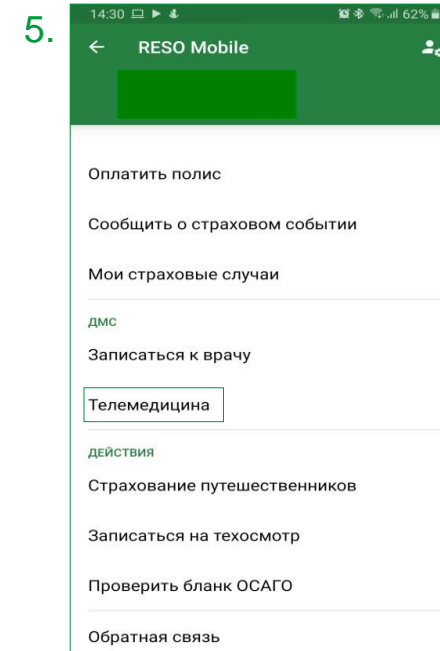 5.
14:30 62%
RESO Mobile
Оплатить полис
Сообщить о страховом событии
Мои страховые случаи
ДМС
Записаться к врачу
Телемедицина
ДЕЙСТВИЯ
Страхование путешественников
Записаться на техосмотр
Проверить бланк ОСАГО
Обратная связь